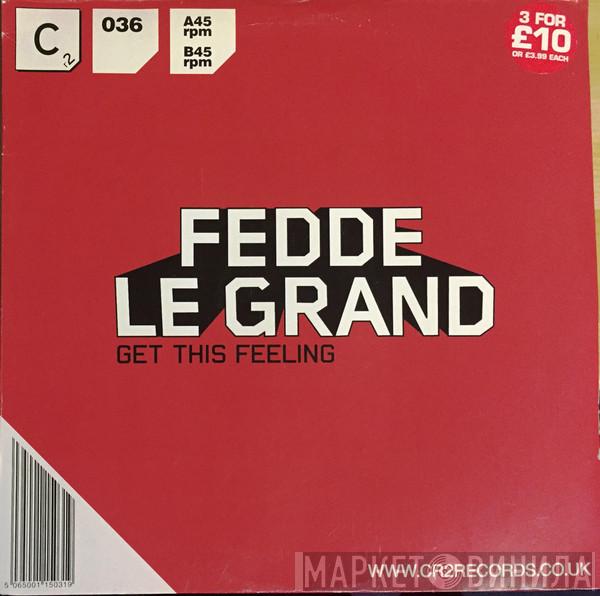 C2
036
A45
rpm
B45
rpm
3 FOR
£10
OR £3.99 EACH
FEDDE
LE GRAND
GET THIS FEELING
5 065001 150319
WWW.CR2RECORDS.CO.UK
МАРКЕТ ВИНИЛА